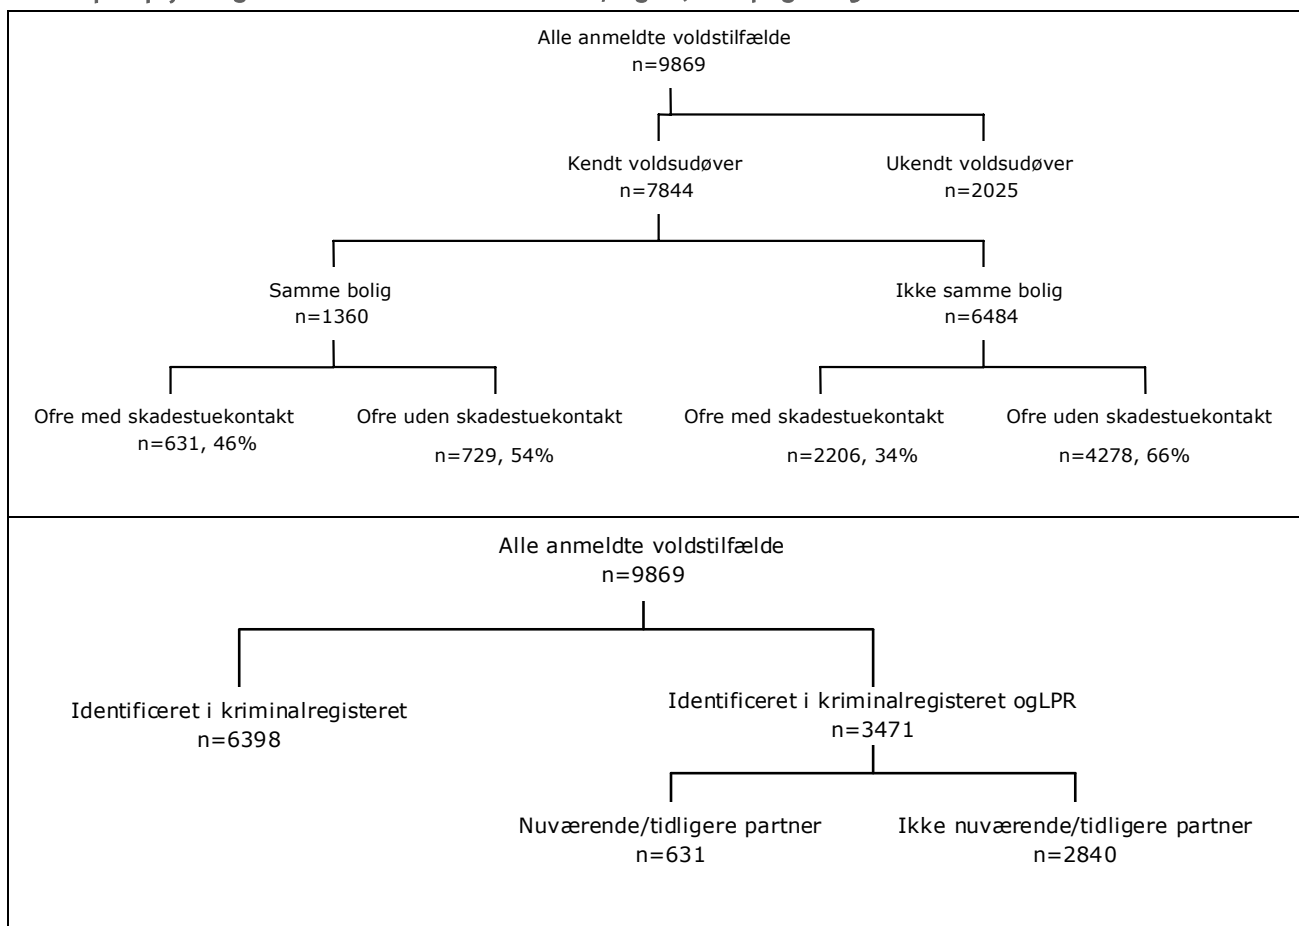 Alle anmeldte voldstilfælde
n=9869
Kendt voldsudøver
n=7844
Ukendt voldsudøver
n=2025
Samme bolig
n=1360
Ikke samme bolig
n=6484
Ofre med skadestuekontakt
n=631, 46%
Ofre uden skadestuekontakt
n=729, 54%
Ofre med skadestuekontakt
n=2206, 34%
Ofre uden skadestuekontakt
n=4278, 66%
Alle anmeldte voldstilfælde
n=9869
Identificeret i kriminalregisteret
n=6398
Identificeret i kriminalregisteret ogLPR
n=3471
Nuværende/tidligere partner
n=631
Ikke nuværende/tidligere partner
n=2840